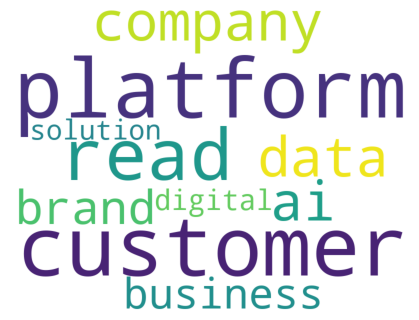 company
platform
solution
read data
brand digital ai
customer
business